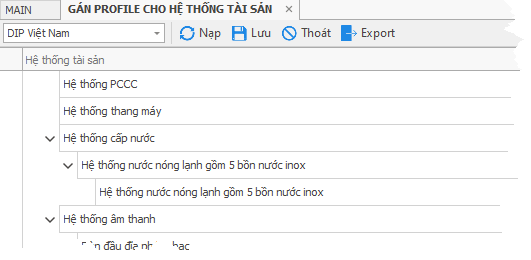 MAIN GÁN PROFILE CHO HỆ THỐNG TÀI SẢN
DIP Việt Nam Nạp Lưu Thoát Export
Hệ thống tài sản
Hệ thống PCCC
Hệ thống thang máy
Hệ thống cấp nước
Hệ thống nước nóng lạnh gồm 5 bồn nước inox
Hệ thống nước nóng lạnh gồm 5 bồn nước inox
Hệ thống âm thanh
đầu đĩa